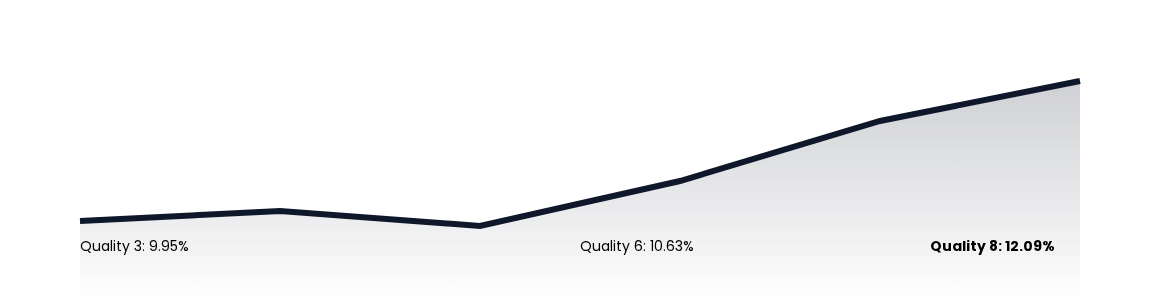 Quality 3: 9.95%
Quality 6: 10.63%
Quality 8: 12.09%